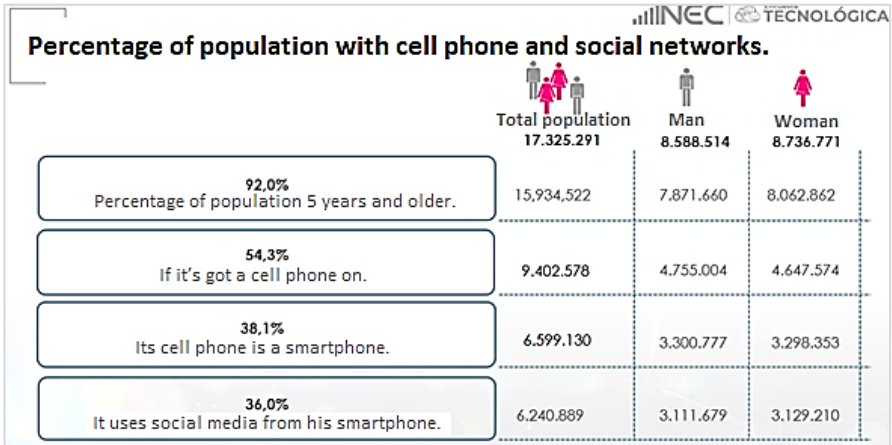 INEC TECNOLÓGICA
Percentage of population with cell phone and social networks.
Total population Man Woman
17.325.291 8.588.514 8.736.771
92,0%
Percentage of population 5 years and older. 15,934,522 7.871.660 8.062.862
54,3%
If it's got a cell phone on. 9.402.578 4.755.004 4.647.574
38,1%
Its cell phone is a smartphone. 6.599.130 3.300.777 3.298.353
36,0%
It uses social media from his smartphone. 6.240.889 3.111.679 3.129.210